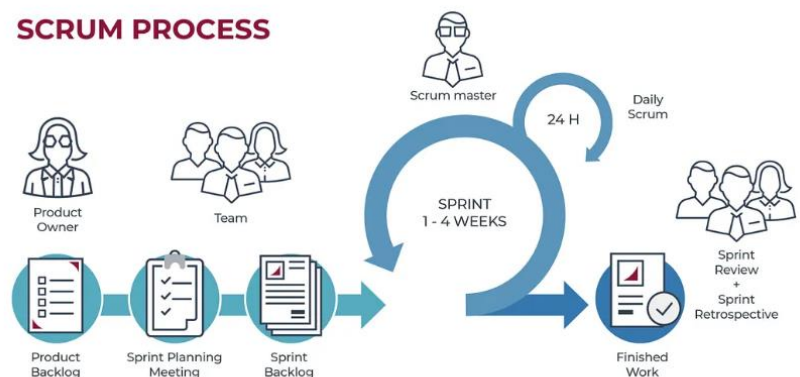 SCRUM PROCESS
Scrum master
24 H
Daily
Scrum
Product
Owner
Team
SPRINT
1 - 4 WEEKS
Sprint
Review
+
Sprint
Retrospective
Product
Backlog
Sprint Planning
Meeting
Sprint
Backlog
Finished
Work